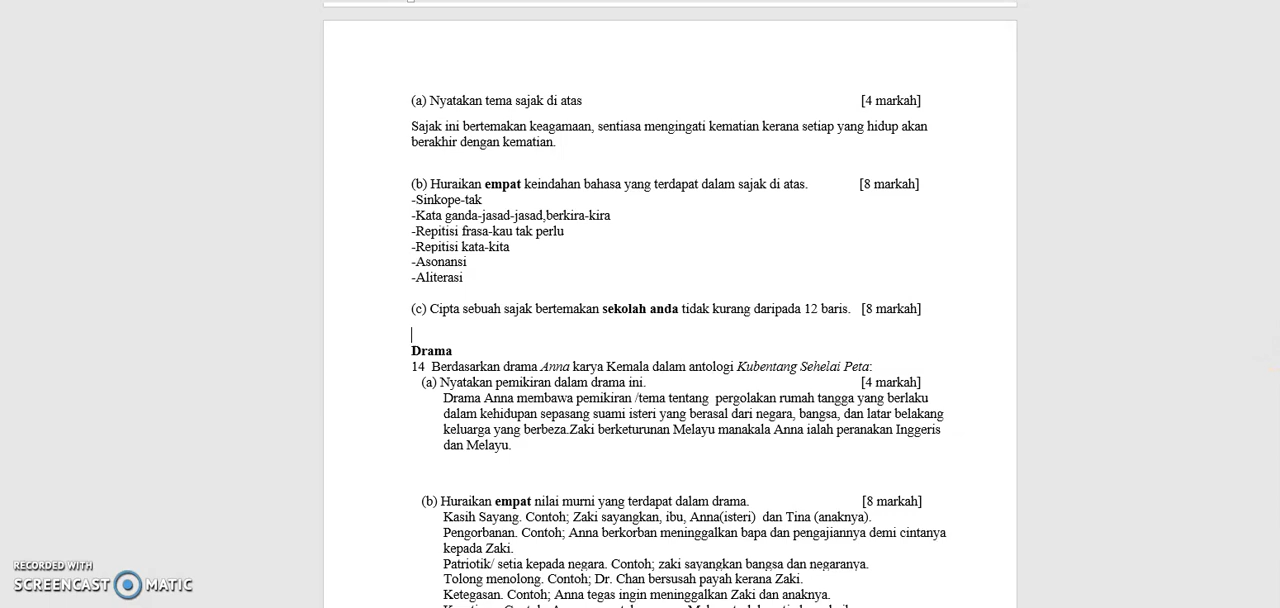 (a) Nyatakan tema sajak di atas [4 markah]
Sajak ini bertemakan keagamaan, sentiasa mengingati kematian kerana setiap yang hidup akan
berakhir dengan kematian.
(b) Huraikan empat keindahan bahasa yang terdapat dalam sajak di atas. [8 markah]
-Sinkope-tak
-Kata ganda-jasad-jasad,berkira-kira
-Repitisi frasa-kau tak perlu
-Repitisi kata-kita
-Asonansi
-Aliterasi
(c) Cipta sebuah sajak bertemakan sekolah anda tidak kurang daripada 12 baris. [8 markah]
Drama
14 Berdasarkan drama Anna karya Kemala dalam antologi Kubentang Sehelai Peta:
(a) Nyatakan pemikiran dalam drama ini. [4 markah]
Drama Anna membawa pemikiran /tema tentang pergolakan rumah tangga yang berlaku
dalam kehidupan sepasang suami isteri yang berasal dari negara, bangsa, dan latar belakang
keluarga yang berbeza.Zaki berketurunan Melayu manakala Anna ialah peranakan Inggeris
dan Melayu.
(b) Huraikan empat nilai murni yang terdapat dalam drama. [8 markah]
Kasih Sayang. Contoh; Zaki sayangkan, ibu, Anna(isteri) dan Tina (anaknya).
Pengorbanan. Contoh; Anna berkorban meninggalkan bapa dan pengajiannya demi cintanya
kepada Zaki.
Patriotik/ setia kepada negara. Contoh; zaki sayangkan bangsa dan negaranya.
Tolong menolong. Contoh; Dr. Chan bersusah payah kerana Zaki.
Ketegasan. Contoh; Anna tegas ingin meninggalkan Zaki dan anaknya.
RECORDED WITH
SCREENCAST MATIC